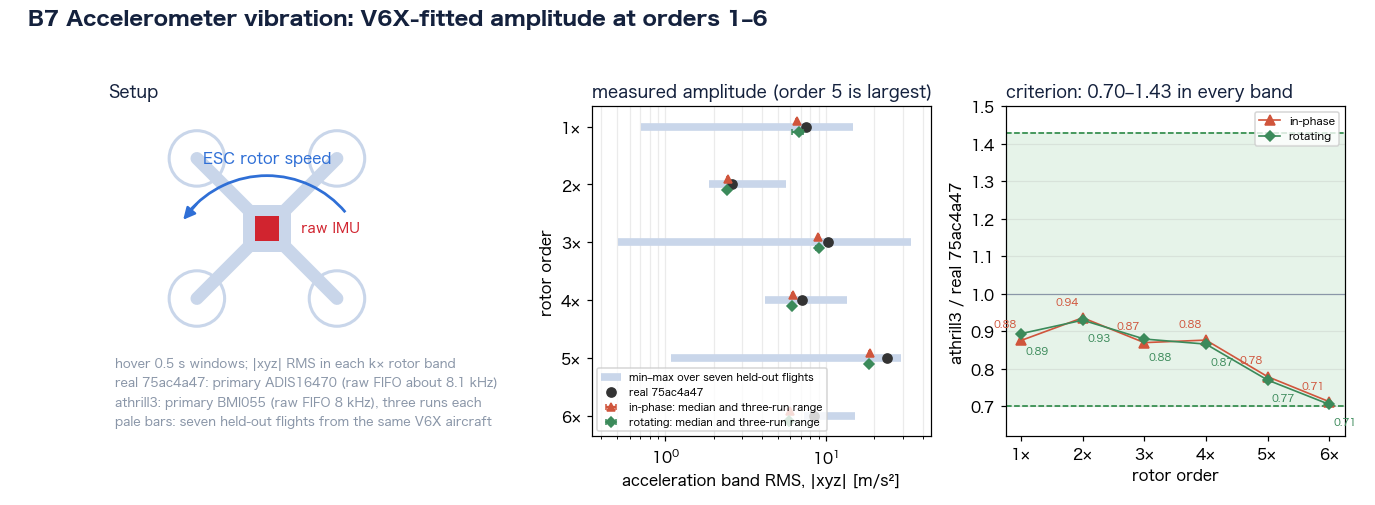 B7 Accelerometer vibration: V6X-fitted amplitude at orders 1–6
Setup
ESC rotor speed
raw IMU
hover 0.5 s windows; |xyz| RMS in each k× rotor band
real 75ac4a47: primary ADIS16470 (raw FIFO about 8.1 kHz)
athrill3: primary BMI055 (raw FIFO 8 kHz), three runs each
pale bars: seven held-out flights from the same V6X aircraft
measured amplitude (order 5 is largest)
rotor order
1×
2×
3×
4×
5×
6×
min–max over seven held-out flights
real 75ac4a47
in-phase: median and three-run range
rotating: median and three-run range
10⁰
10¹
acceleration band RMS, |xyz| [m/s²]
criterion: 0.70–1.43 in every band
athrill3 / real 75ac4a47
1.5
1.4
1.3
1.2
1.1
1.0
0.9
0.8
0.7
in-phase
rotating
0.88
0.94
0.87
0.88
0.78
0.71
0.89
0.93
0.88
0.87
0.77
0.71
1×
2×
3×
4×
5×
6×
rotor order